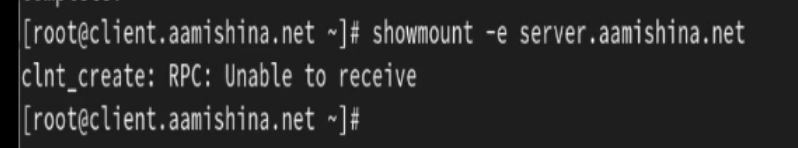 [root@client.aamishina.net ~]# showmount -e server.aamishina.net
clnt_create: RPC: Unable to receive
[root@client.aamishina.net ~]#